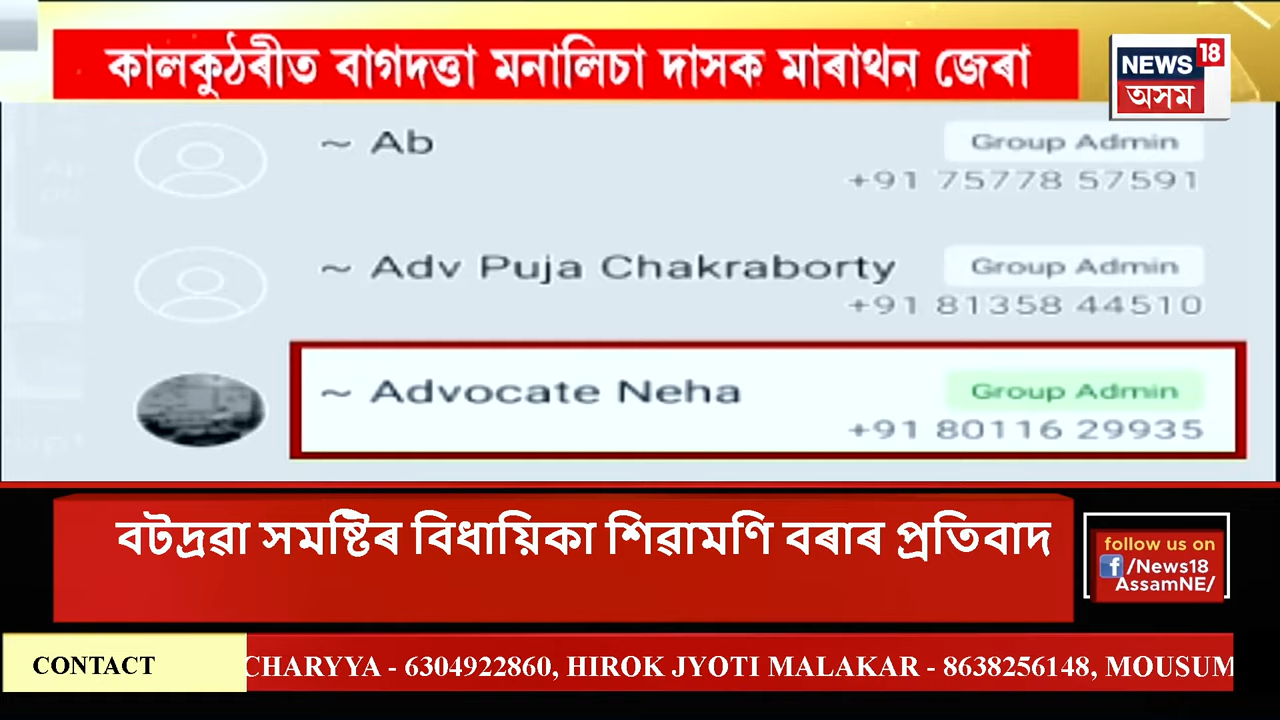 কালকুঠৰীত বাগদত্তা মনালিচা দাসক মাৰাথন জেৰা
NEWS 18
অসম
~ Ab Group Admin
+91 75778 57591
~ Adv Puja Chakraborty Group Admin
+91 81358 44510
~ Advocate Neha Group Admin
+91 80116 29935
বটদ্ৰৱা সমষ্টিৰ বিধায়িকা শিৱামণি বৰাৰ প্ৰতিবাদ
follow us on
f /News18
AssamNE/
CONTACT CHARYYA - 6304922860, HIROK JYOTI MALAKAR - 8638256148, MOUSUM